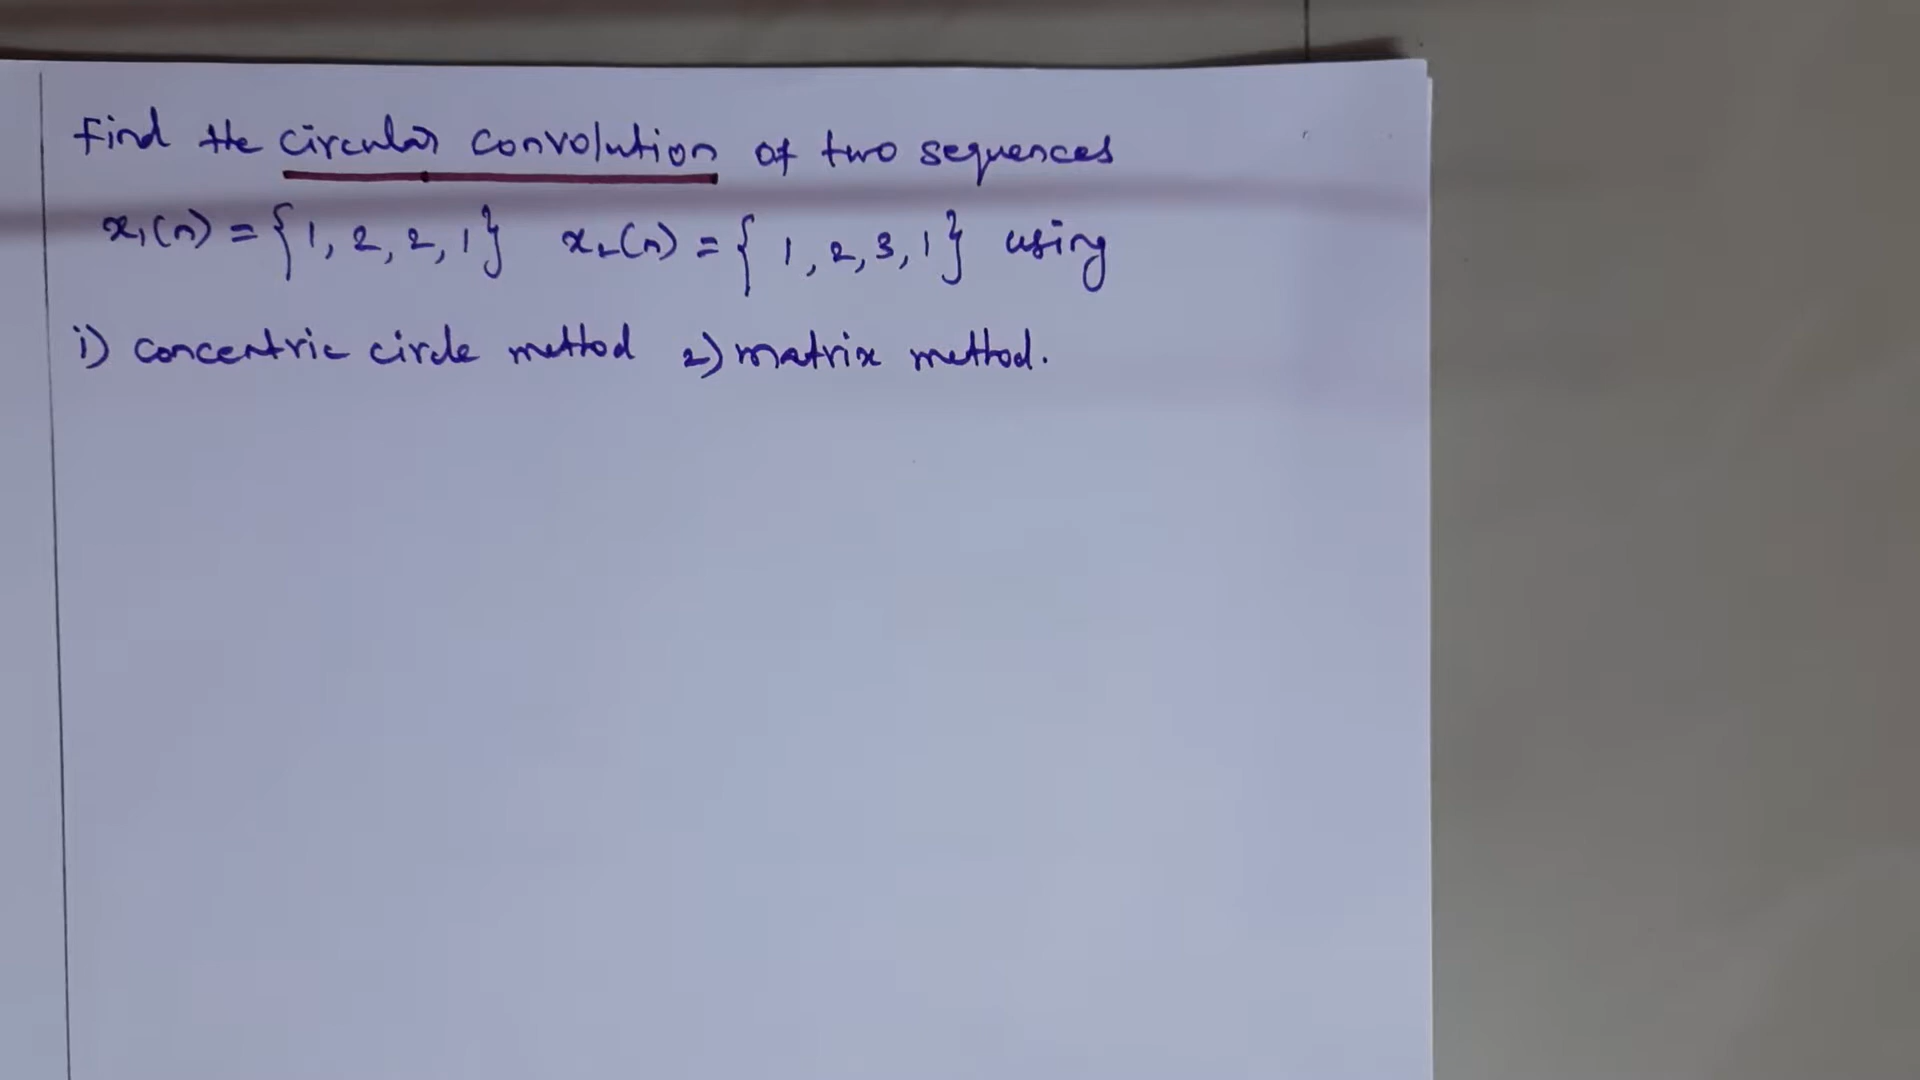 Find the circular convolution of two sequences
x₁(n) = {1, 2, 2, 1} x₂(n) = {1, 2, 3, 1} using
i) concentric circle method 2) matrix method.